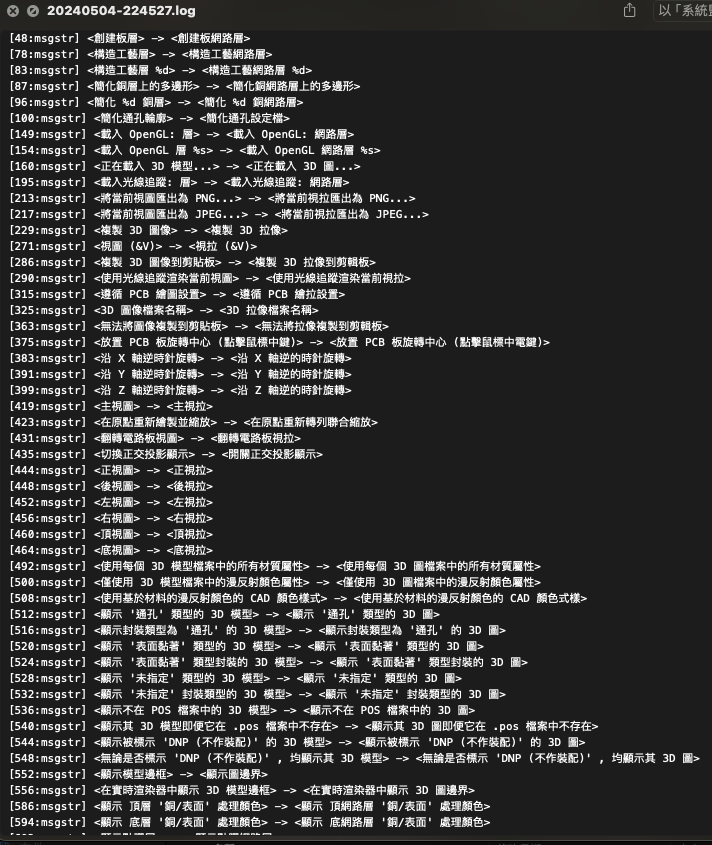 20240504-224527.log
以「系統
[48:msgstr] <創建板層> —> <創建板網路層>
[78:msgstr] <構造工藝層> —> <構造工藝網路層>
[83:msgstr] <構造工藝層 %d> —> <構造工藝網路層 %d>
[87:msgstr] <簡化銅層上的多邊形> —> <簡化銅網路層上的多邊形>
[96:msgstr] <簡化 %d 銅層> —> <簡化 %d 銅網路層>
[100:msgstr] <簡化通孔輪廓> —> <簡化通孔設定檔>
[149:msgstr] <載入 OpenGL: 層> —> <載入 OpenGL: 網路層>
[154:msgstr] <載入 OpenGL 層 %s> —> <載入 OpenGL 網路層 %s>
[160:msgstr] <正在載入 3D 模型...> —> <正在載入 3D 圖...>
[195:msgstr] <載入光線追蹤: 層> —> <載入光線追蹤: 網路層>
[213:msgstr] <將當前視圖匯出為 PNG...> —> <將當前視拉匯出為 PNG...>
[217:msgstr] <將當前視圖匯出為 JPEG...> —> <將當前視拉匯出為 JPEG...>
[229:msgstr] <複製 3D 圖像> —> <複製 3D 拉像>
[271:msgstr] <視圖 (&V)> —> <視拉 (&V)>
[286:msgstr] <複製 3D 圖像到剪貼板> —> <複製 3D 拉像到剪輯板>
[290:msgstr] <使用光線追蹤渲染當前視圖> —> <使用光線追蹤渲染當前視拉>
[315:msgstr] <遵循 PCB 繪圖設置> —> <遵循 PCB 繪拉設置>
[325:msgstr] <3D 圖像檔案名稱> —> <3D 拉像檔案名稱>
[363:msgstr] <無法將圖像複製到剪貼板> —> <無法將拉像複製到剪輯板>
[375:msgstr] <放置 PCB 板旋轉中心 (點擊鼠標中鍵)> —> <放置 PCB 板旋轉中心 (點擊鼠標中電鍵)>
[383:msgstr] <沿 X 軸逆時針旋轉> —> <沿 X 軸逆的時針旋轉>
[391:msgstr] <沿 Y 軸逆時針旋轉> —> <沿 Y 軸逆的時針旋轉>
[399:msgstr] <沿 Z 軸逆時針旋轉> —> <沿 Z 軸逆的時針旋轉>
[419:msgstr] <主視圖> —> <主視拉>
[423:msgstr] <在原點重新繪製並縮放> —> <在原點重新轉列聯合縮放>
[431:msgstr] <翻轉電路板視圖> —> <翻轉電路板視拉>
[435:msgstr] <切換正交投影顯示> —> <開關正交投影顯示>
[444:msgstr] <正視圖> —> <正視拉>
[448:msgstr] <後視圖> —> <後視拉>
[452:msgstr] <左視圖> —> <左視拉>
[456:msgstr] <右視圖> —> <右視拉>
[460:msgstr] <頂視圖> —> <頂視拉>
[464:msgstr] <底視圖> —> <底視拉>
[492:msgstr] <使用每個 3D 模型檔案中的所有材質屬性> —> <使用每個 3D 圖檔案中的所有材質屬性>
[500:msgstr] <僅使用 3D 模型檔案中的漫反射顏色屬性> —> <僅使用 3D 圖檔案中的漫反射顏色屬性>
[508:msgstr] <使用基於材料的漫反射顏色的 CAD 顏色樣式> —> <使用基於材料的漫反射顏色的 CAD 顏色式樣>
[512:msgstr] <顯示 '通孔' 類型的 3D 模型> —> <顯示 '通孔' 類型的 3D 圖>
[516:msgstr] <顯示封裝類型為 '通孔' 的 3D 模型> —> <顯示封裝類型為 '通孔' 的 3D 圖>
[520:msgstr] <顯示 '表面黏著' 類型的 3D 模型> —> <顯示 '表面黏著' 類型的 3D 圖>
[524:msgstr] <顯示 '表面黏著' 類型封裝的 3D 模型> —> <顯示 '表面黏著' 類型封裝的 3D 圖>
[528:msgstr] <顯示 '未指定' 類型的 3D 模型> —> <顯示 '未指定' 類型的 3D 圖>
[532:msgstr] <顯示 '未指定' 封裝類型的 3D 模型> —> <顯示 '未指定' 封裝類型的 3D 圖>
[536:msgstr] <顯示不在 POS 檔案中的 3D 模型> —> <顯示不在 POS 檔案中的 3D 圖>
[540:msgstr] <顯示其 3D 模型即便它在 .pos 檔案中不存在> —> <顯示其 3D 圖即便它在 .pos 檔案中不存在>
[544:msgstr] <顯示被標示 'DNP (不作裝配)' 的 3D 模型> —> <顯示被標示 'DNP (不作裝配)' 的 3D 圖>
[548:msgstr] <無論是否標示 'DNP (不作裝配)' , 均顯示其 3D 模型> —> <無論是否標示 'DNP (不作裝配)' , 均顯示其 3D 圖>
[552:msgstr] <顯示模型邊框> —> <顯示圖邊界>
[556:msgstr] <在實時渲染器中顯示 3D 模型邊框> —> <在實時渲染器中顯示 3D 圖邊界>
[586:msgstr] <顯示 頂層 '銅/表面' 處理顏色> —> <顯示 頂網路層 '銅/表面' 處理顏色>
[594:msgstr] <顯示 底層 '銅/表面' 處理顏色> —> <顯示 底網路層 '銅/表面' 處理顏色>